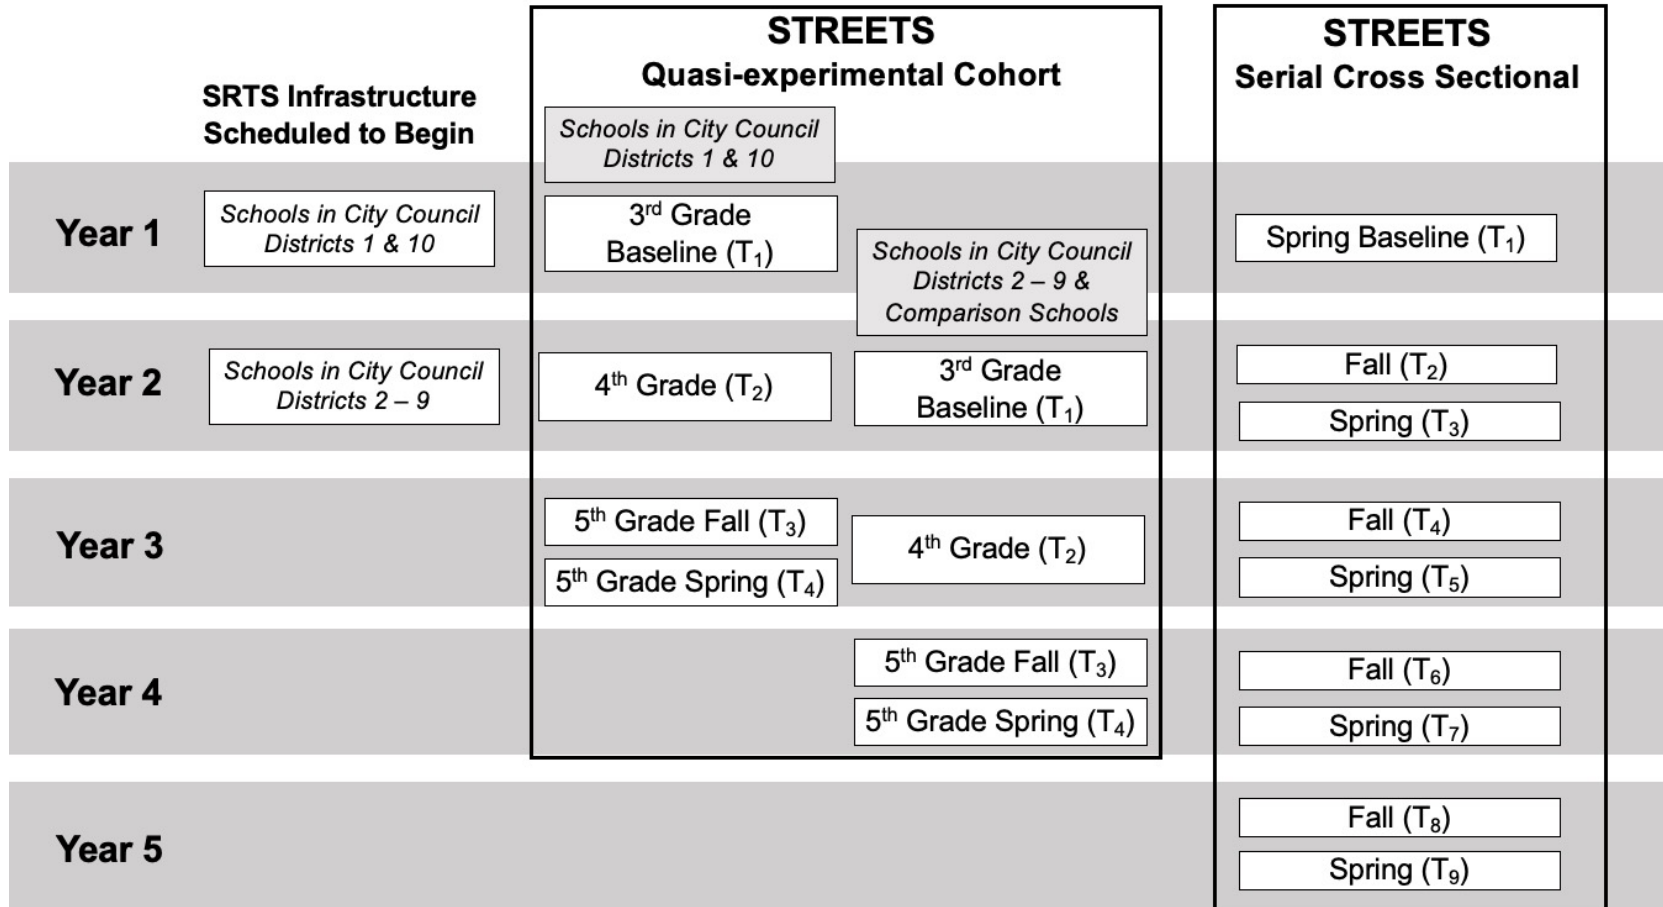 STREETS
Quasi-experimental Cohort
STREETS
Serial Cross Sectional
SRTS Infrastructure
Scheduled to Begin
Schools in City Council
Districts 1 & 10
Year 1
Schools in City Council
Districts 1 & 10
3rd Grade
Baseline (T1)
Schools in City Council
Districts 2 – 9 &
Comparison Schools
Spring Baseline (T1)
Year 2
Schools in City Council
Districts 2 – 9
4th Grade (T2)
3rd Grade
Baseline (T1)
Fall (T2)
Spring (T3)
Year 3
5th Grade Fall (T3)
5th Grade Spring (T4)
4th Grade (T2)
Fall (T4)
Spring (T5)
Year 4
5th Grade Fall (T3)
5th Grade Spring (T4)
Fall (T6)
Spring (T7)
Year 5
Fall (T8)
Spring (T9)